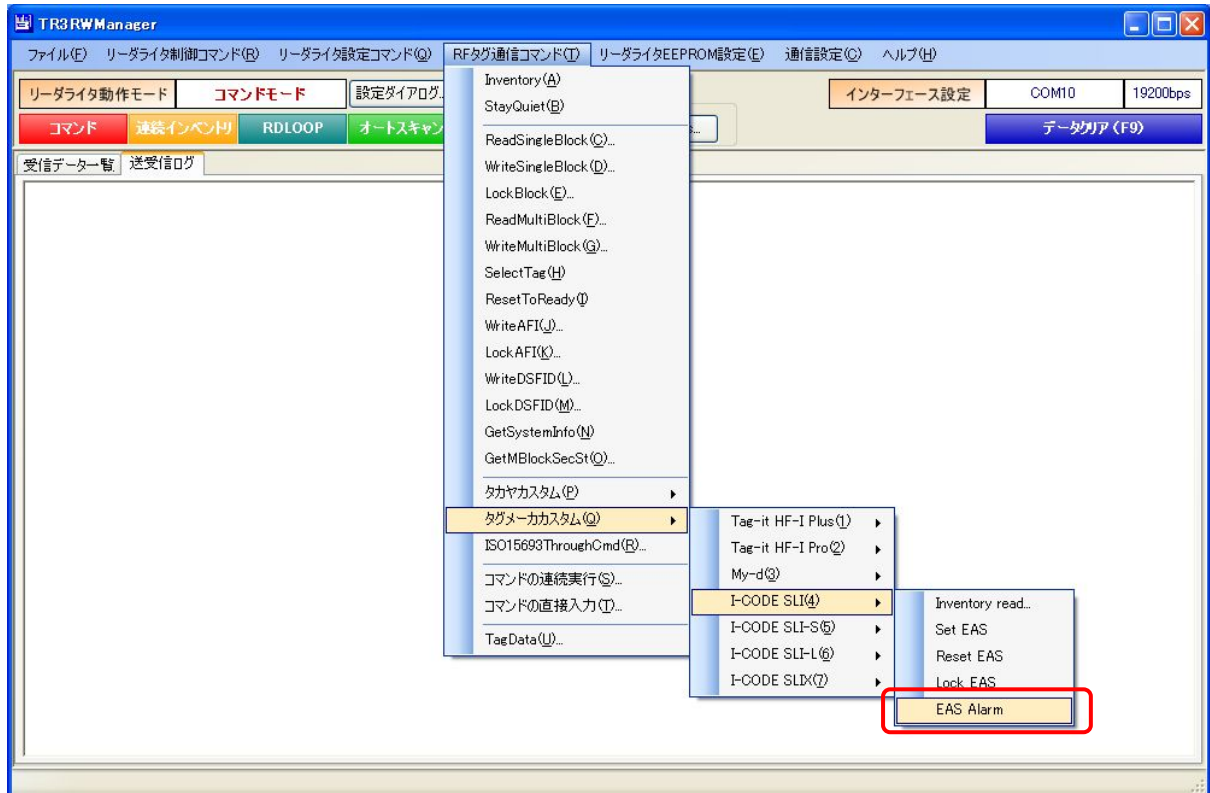 TR3RWManager
ファイル(F) リーダライタ制御コマンド(R) リーダライタ設定コマンド(Q) RFタグ通信コマンド(T) リーダライタEEPROM設定(E) 通信設定(C) ヘルプ(H)
リーダライタ動作モード コマンドモード 設定ダイアログ... インターフェース設定 COM10 19200bps
コマンド 連続インベントリ RDLOOP オートスキャン データクリア(F9)
受信データ一覧 送受信ログ
Inventory(A)
StayQuiet(B)
ReadSingleBlock(C)...
WriteSingleBlock(D)...
LockBlock(E)...
ReadMultiBlock(F)...
WriteMultiBlock(G)...
SelectTag(H)
ResetToReady(I)
WriteAFI(J)...
LockAFI(K)...
WriteDSFID(L)...
LockDSFID(M)...
GetSystemInfo(N)
GetMBlockSecSt(O)...
タカヤカスタム(P)
タグメーカカスタム(Q)
ISO15693ThroughCmd(R)...
コマンドの連続実行(S)...
コマンドの直接入力(T)...
TagData(U)...
Tag-it HF-I Plus(1)
Tag-it HF-I Pro(2)
My-d(3)
I-CODE SLI(4)
I-CODE SLI-S(5)
I-CODE SLI-L(6)
I-CODE SLIX(7)
Inventory read...
Set EAS
Reset EAS
Lock EAS
EAS Alarm